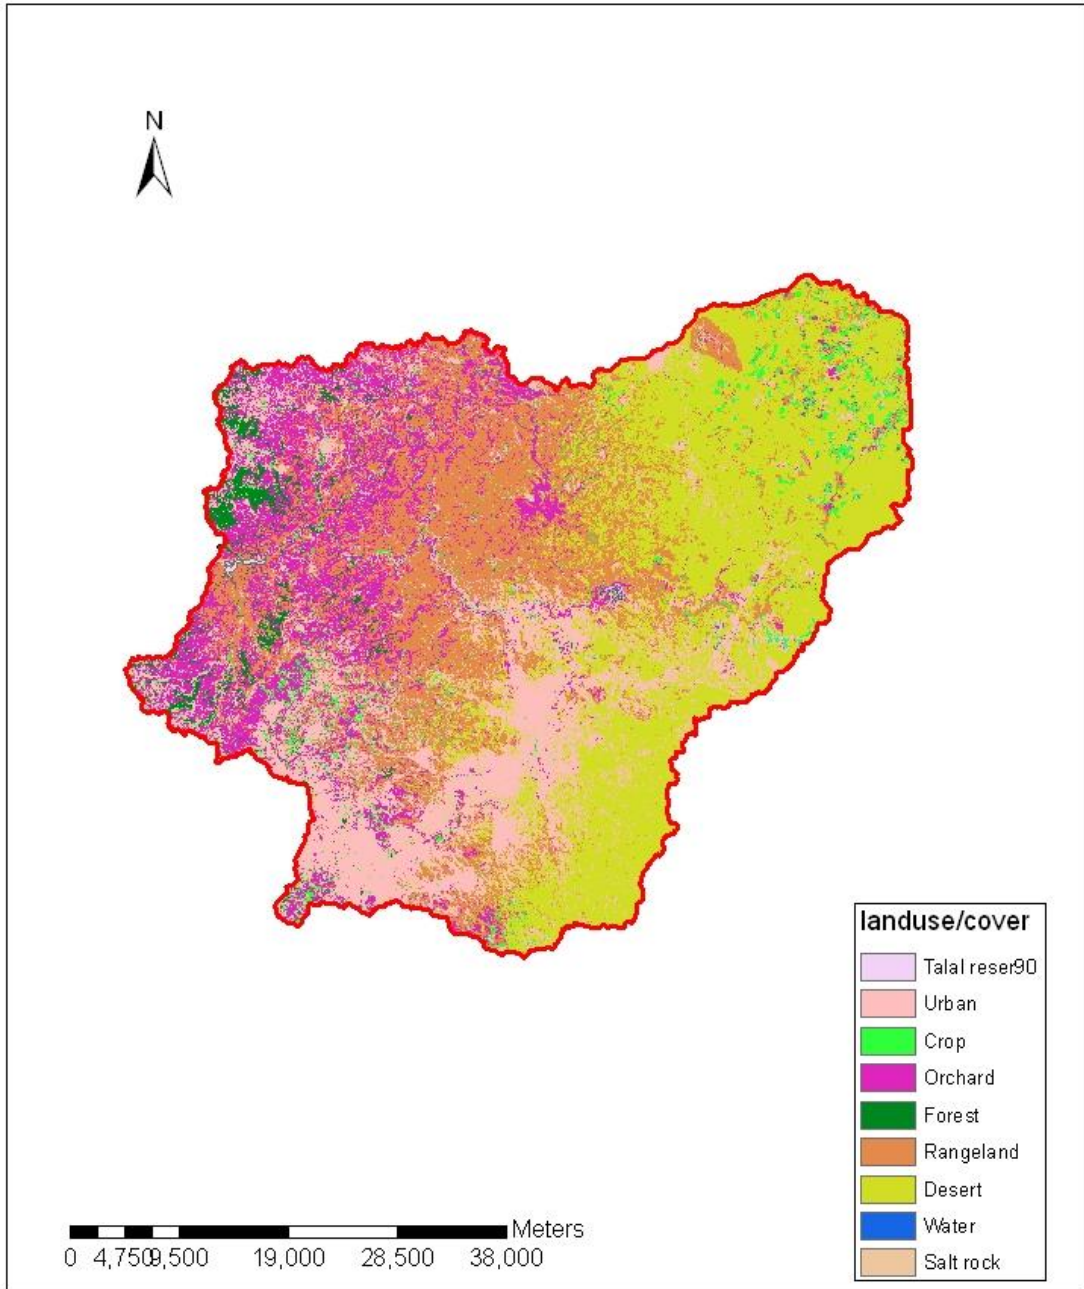 N
landuse/cover
Talal reser90
Urban
Crop
Orchard
Forest
Rangeland
Desert
Water
Salt rock
Meters
0 4,750 9,500 19,000 28,500 38,000